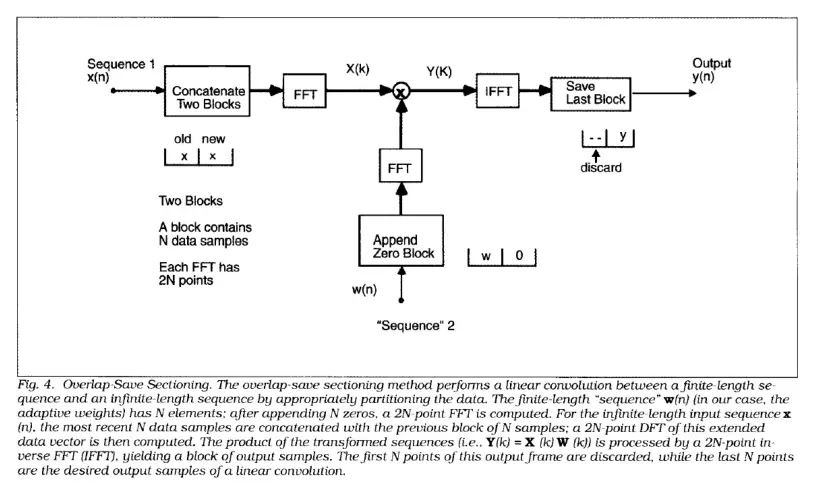 Sequence 1
x(n)
Concatenate
Two Blocks
FFT
X(k)
x
Y(K)
IFFT
Save
Last Block
Output
y(n)
old new
x x
-- y
discard
FFT
Two Blocks
A block contains
N data samples
Each FFT has
2N points
Append
Zero Block
w 0
w(n)
"Sequence" 2
Fig. 4. Overlap-Save Sectioning. The overlap-save sectioning method performs a linear convolution between a finite-length se-
quence and an infinite-length sequence by appropriately partitioning the data. The finite-length "sequence" w(n) (in our case, the
adaptive weights) has N elements; after appending N zeros, a 2N-point FFT is computed. For the infinite-length input sequence x
(n), the most recent N data samples are concatenated with the previous block of N samples; a 2N-point DFT of this extended
data vector is then computed. The product of the transformed sequences (i.e., Y(k) = X (k) W (k)) is processed by a 2N-point in-
verse FFT (IFFT), yielding a block of output samples. The first N points of this output frame are discarded, while the last N points
are the desired output samples of a linear convolution.